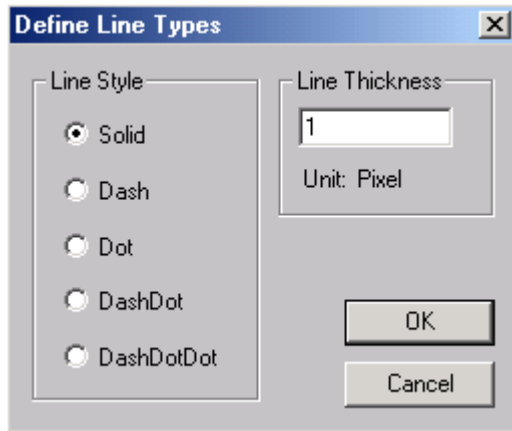 Define Line Types
Line Style
Solid
Dash
Dot
DashDot
DashDotDot
Line Thickness
1
Unit: Pixel
OK
Cancel